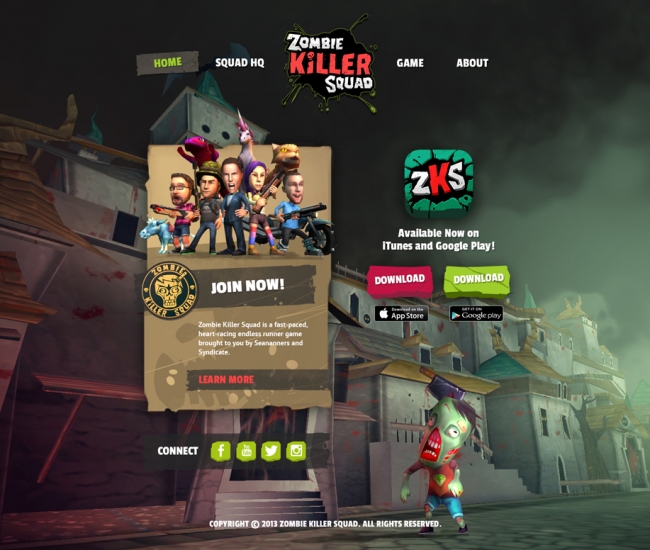 HOME
SQUAD HQ
ZOMBIE
KILLER
SQUAD
GAME
ABOUT
ZKS
Available Now on
iTunes and Google Play!
DOWNLOAD
DOWNLOAD
Download on the
App Store
GET IT ON
Google play
ZOMBIE
KILLER SQUAD
JOIN NOW!
Zombie Killer Squad is a fast-paced,
heart-racing endless runner game
brought to you by Seananners and
Syndicate.
LEARN MORE
CONNECT
f
You
Tube
COPYRIGHT © 2013 ZOMBIE KILLER SQUAD. ALL RIGHTS RESERVED.